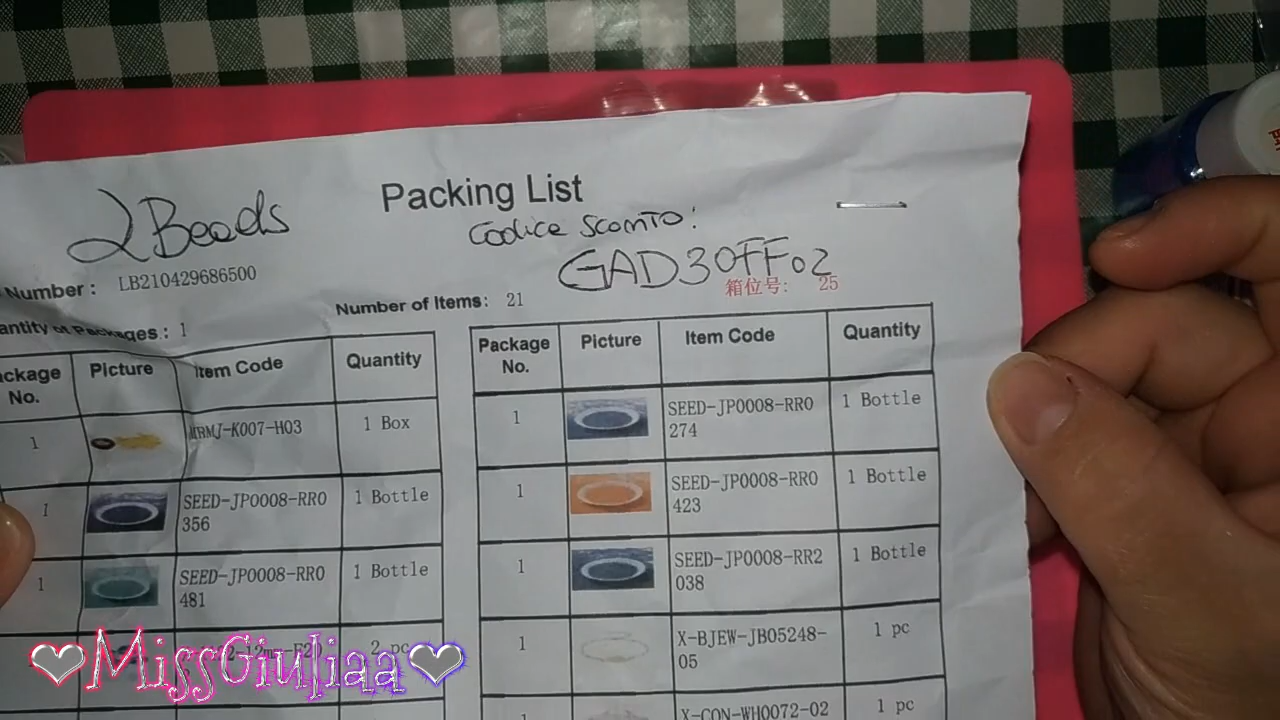 2Beads
Packing List
Codice sconto:
GAD30FF02
Number: LB210429686500
箱位号: 25
Number of Items: 21
antity of Packages: 1
ackage No. Picture Item Code Quantity
1 MRMJ-K007-H03 1 Box
1 SEED-JP0008-RR0
356 1 Bottle
1 SEED-JP0008-RR0
481 1 Bottle
2 pc
Package No. Picture Item Code Quantity
1 SEED-JP0008-RR0
274 1 Bottle
1 SEED-JP0008-RR0
423 1 Bottle
1 SEED-JP0008-RR2
038 1 Bottle
1 X-BJEW-JB05248-
05 1 pc
1 X-CON-WH0072-02 1 pc
MissGiuliaa